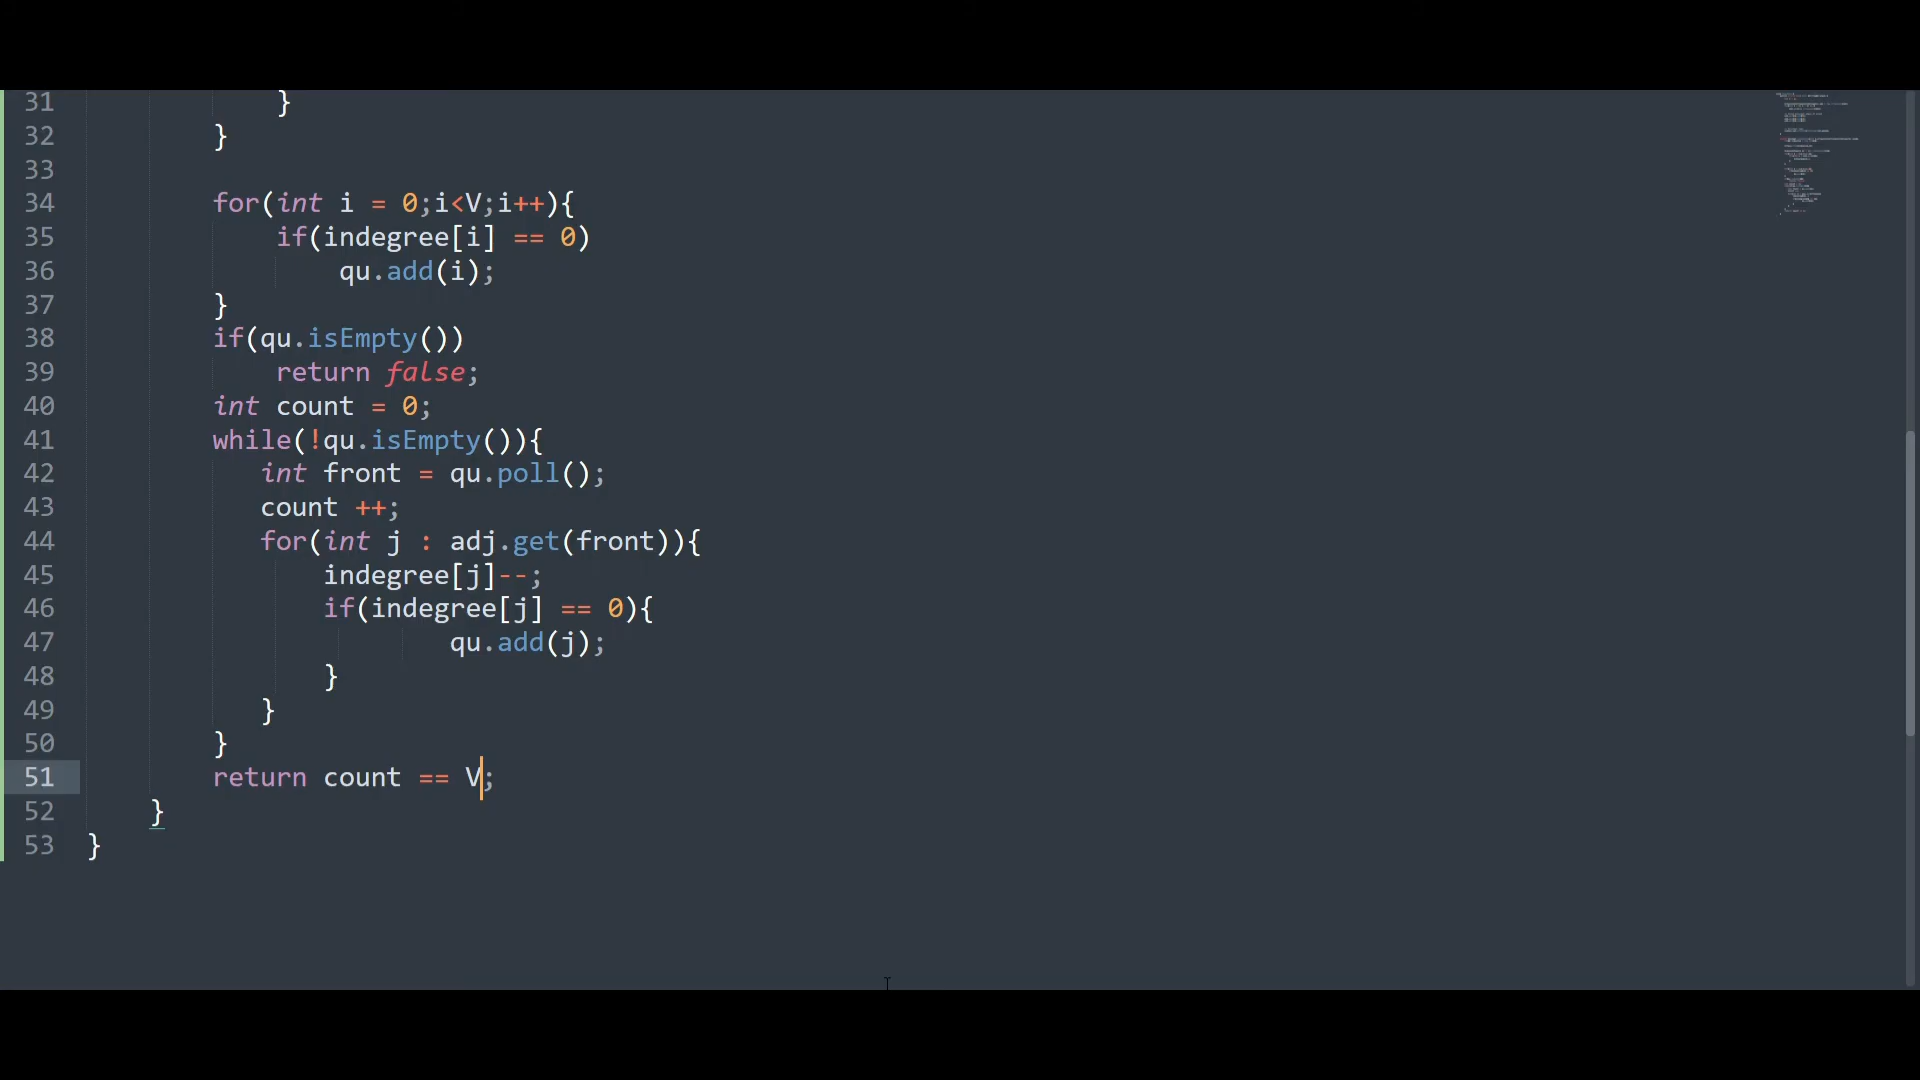 31 }
32 }
33
34 for(int i = 0;i<V;i++){
35 if(indegree[i] == 0)
36 qu.add(i);
37 }
38 if(qu.isEmpty())
39 return false;
40 int count = 0;
41 while(!qu.isEmpty()){
42 int front = qu.poll();
43 count ++;
44 for(int j : adj.get(front)){
45 indegree[j]--;
46 if(indegree[j] == 0){
47 qu.add(j);
48 }
49 }
50 }
51 return count == V;
52 }
53 }